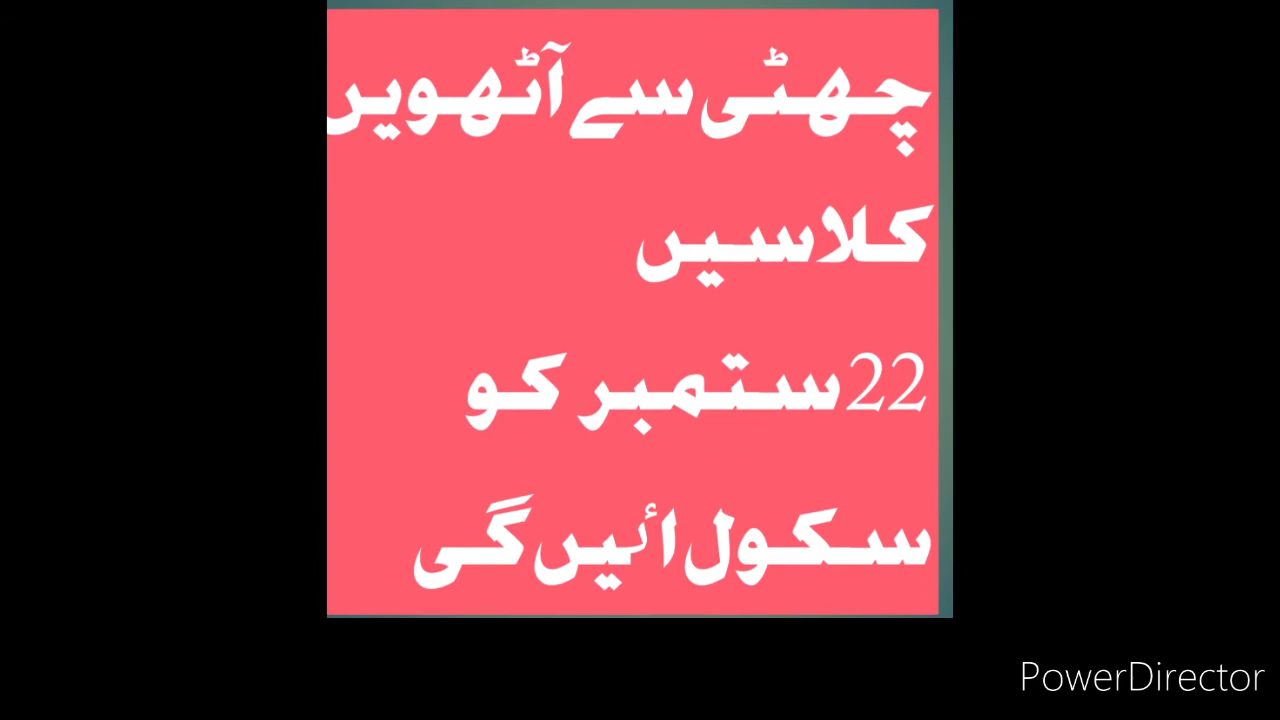 چھٹی سے آٹھویں
کلاسیں
22ستمبر کو
سکول ائیں گی
PowerDirector